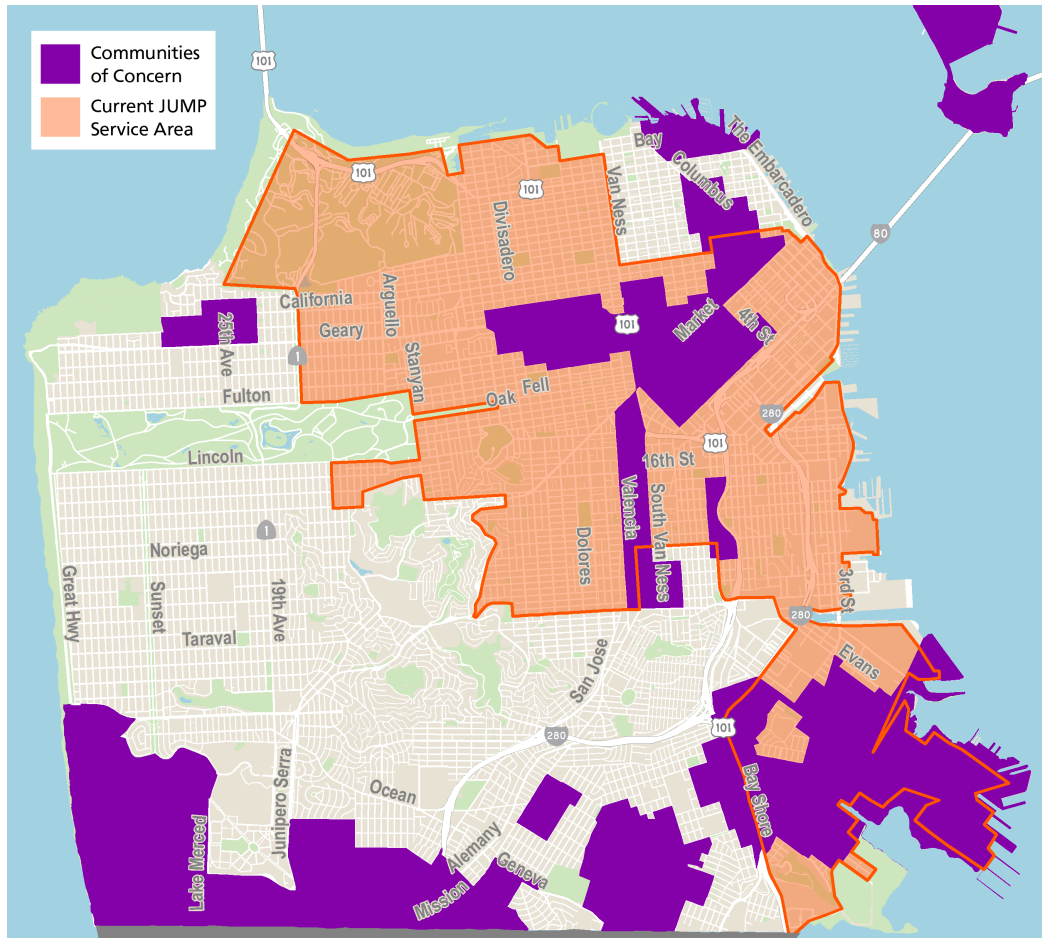 Communities
of Concern
Current JUMP
Service Area
101
101
101
Bay
Columbus
The Embarcadero
Van Ness
Divisadero
80
California
Arguello
Geary
25th Ave
Stanyan
1
Fulton
Market
4th St
101
Oak
Fell
280
101
Lincoln
16th St
Valencia
South Van Ness
Dolores
1
Noriega
Great Hwy
Sunset
19th Ave
Taraval
3rd St
280
Evans
San Jose
280
101
Junipero Serra
Ocean
Bay Shore
Lake Merced
Alemany
Geneva
Mission